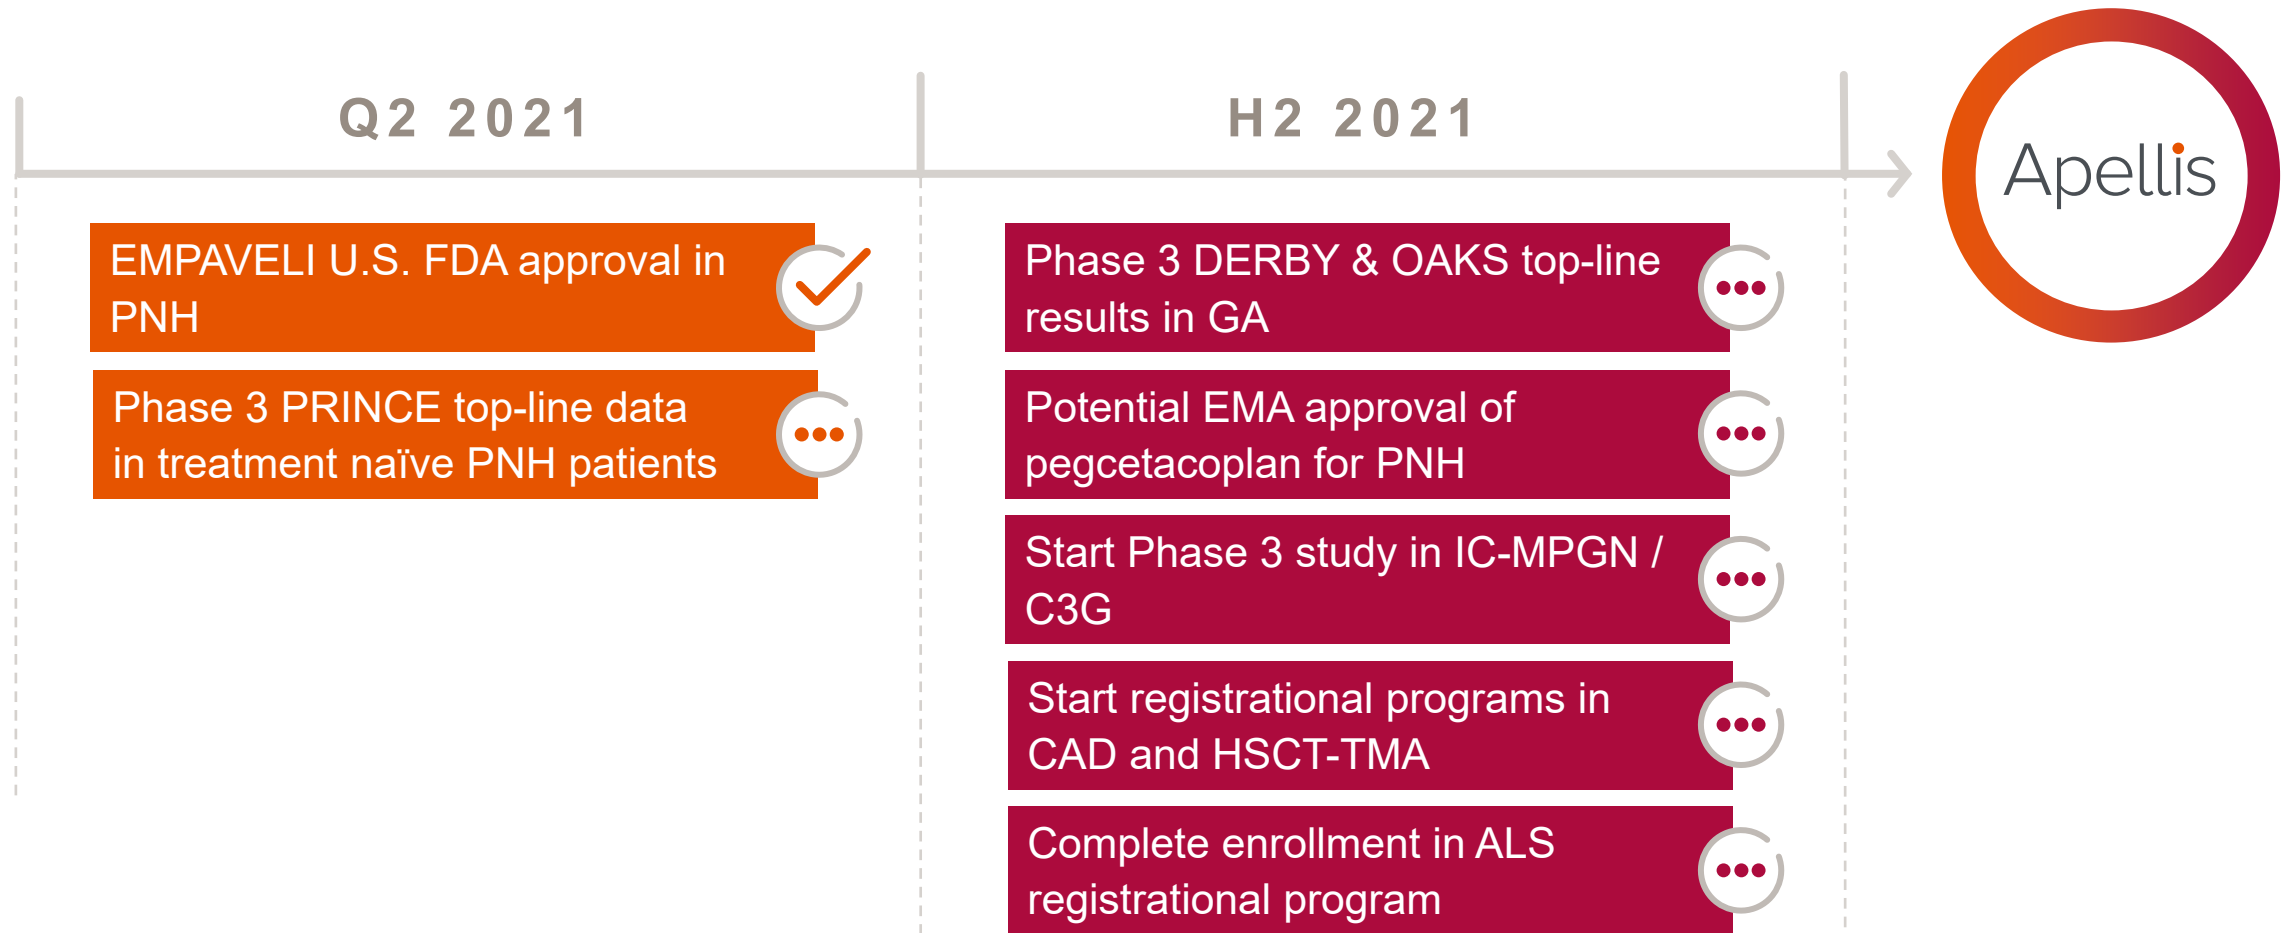 Q2 2021
H2 2021
Apellis
EMPAVELI U.S. FDA approval in
PNH
Phase 3 PRINCE top-line data
in treatment naïve PNH patients
Phase 3 DERBY & OAKS top-line
results in GA
Potential EMA approval of
pegcetacoplan for PNH
Start Phase 3 study in IC-MPGN /
C3G
Start registrational programs in
CAD and HSCT-TMA
Complete enrollment in ALS
registrational program